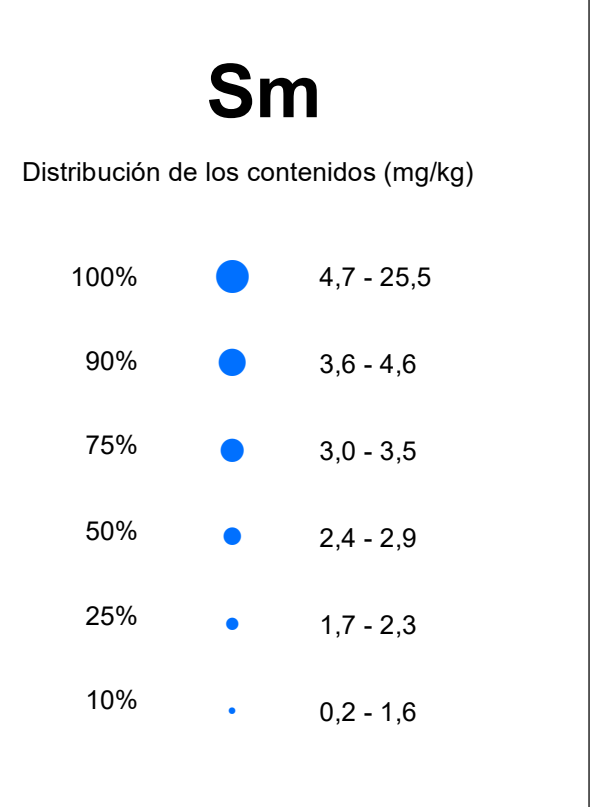 Sm
Distribución de los contenidos (mg/kg)
100% 4,7 - 25,5
90% 3,6 - 4,6
75% 3,0 - 3,5
50% 2,4 - 2,9
25% 1,7 - 2,3
10% 0,2 - 1,6